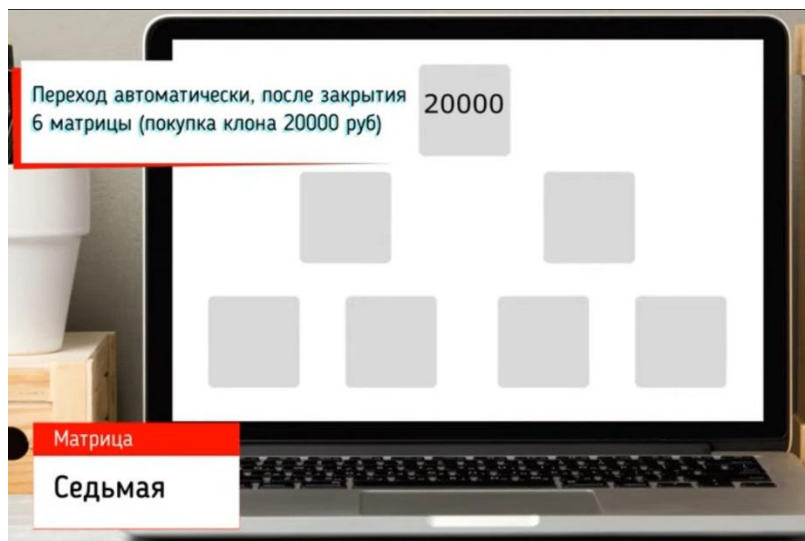 Переход автоматически, после закрытия
6 матрицы (покупка клона 20000 руб)
20000
Матрица
Седьмая